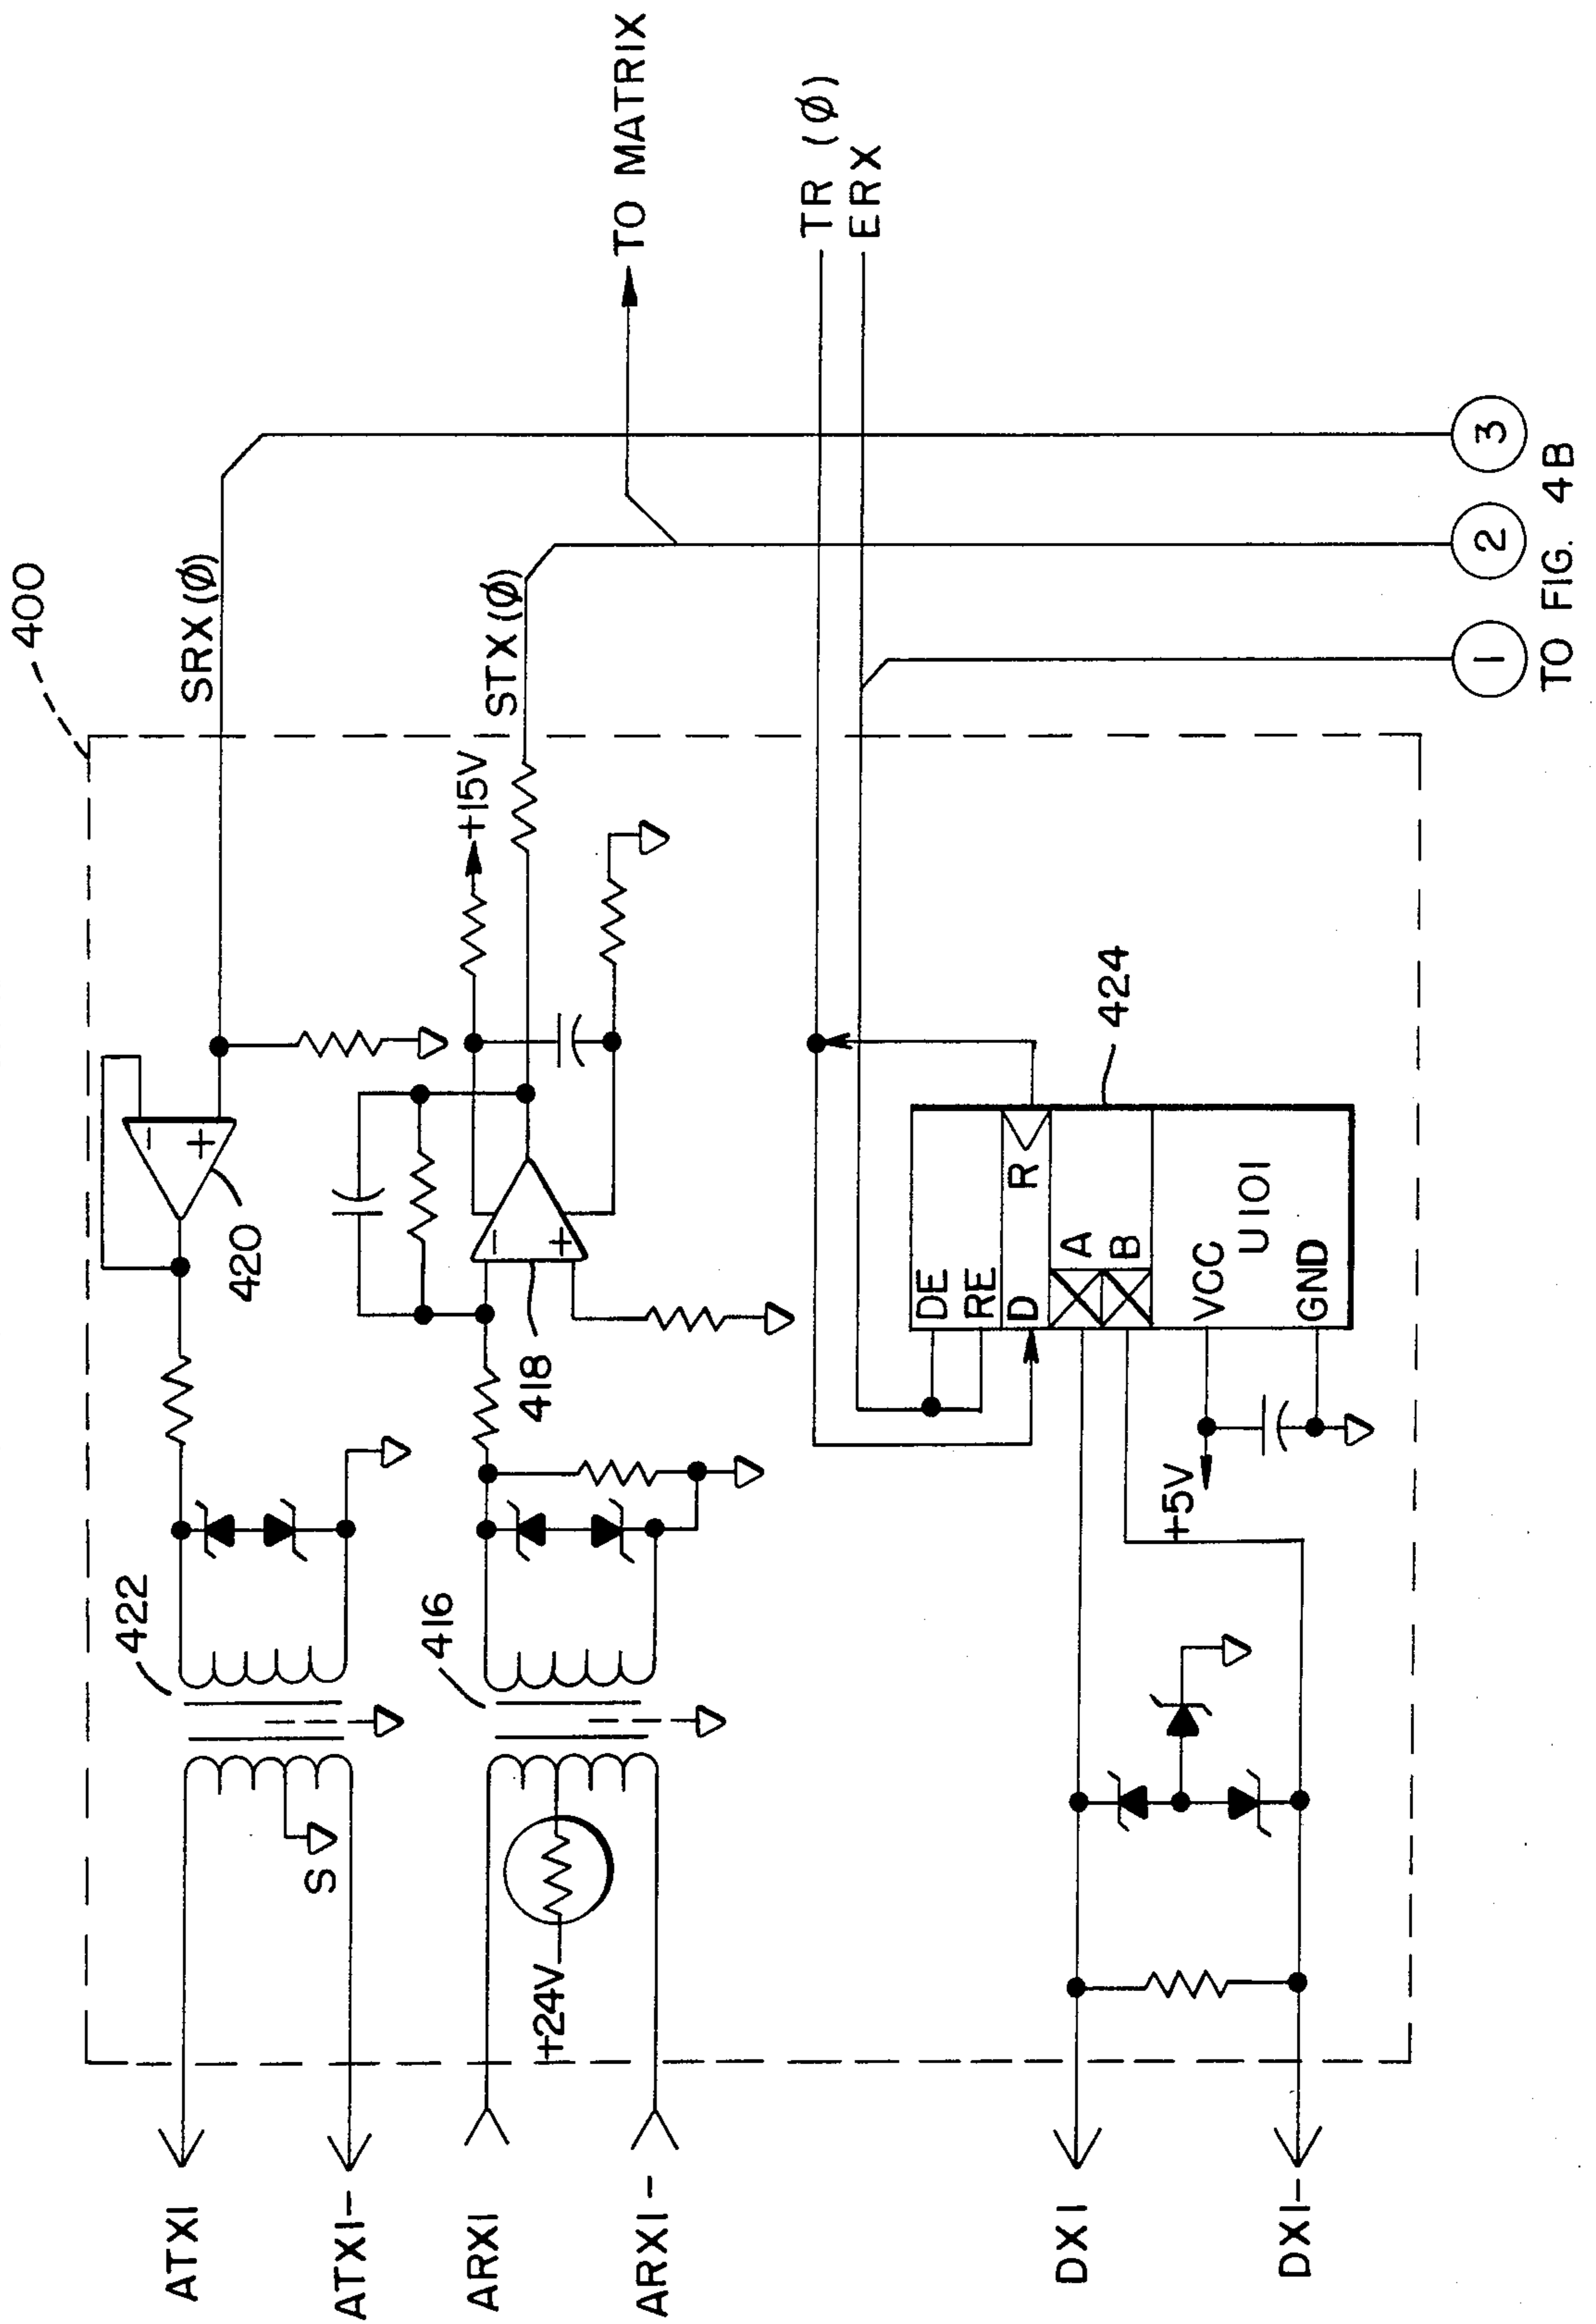 400
SRX (Ø)
STX (Ø)
TO MATRIX
+15V
TR (Ø)
ERX
422
420
-
+
416
418
-
+
424
ATX1
ATX1-
S
ARX1
+24V
ARX1 -
DX1
DX1-
DE
RE
D
R
A
B
VCC
U101
GND
+5V
1
2
3
TO FIG. 4B